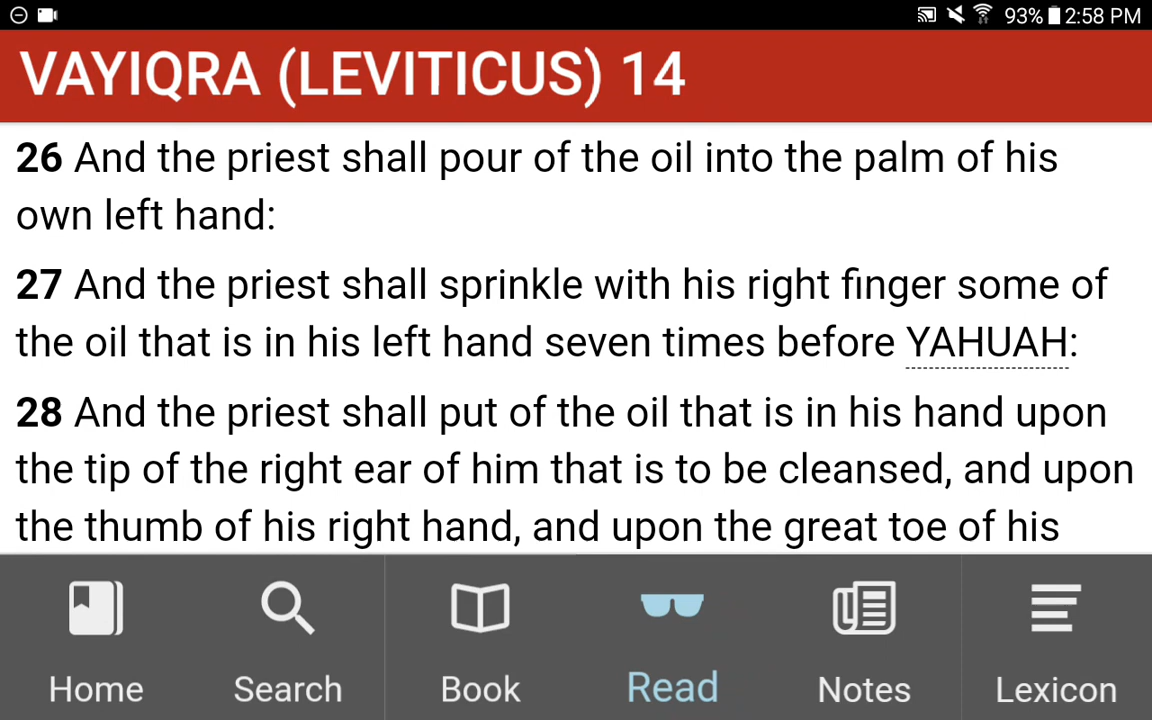 93% 2:58 PM
VAYIQRA (LEVITICUS) 14
26 And the priest shall pour of the oil into the palm of his
own left hand:
27 And the priest shall sprinkle with his right finger some of
the oil that is in his left hand seven times before YAHUAH:
28 And the priest shall put of the oil that is in his hand upon
the tip of the right ear of him that is to be cleansed, and upon
the thumb of his right hand, and upon the great toe of his
Home Search Book Read Notes Lexicon